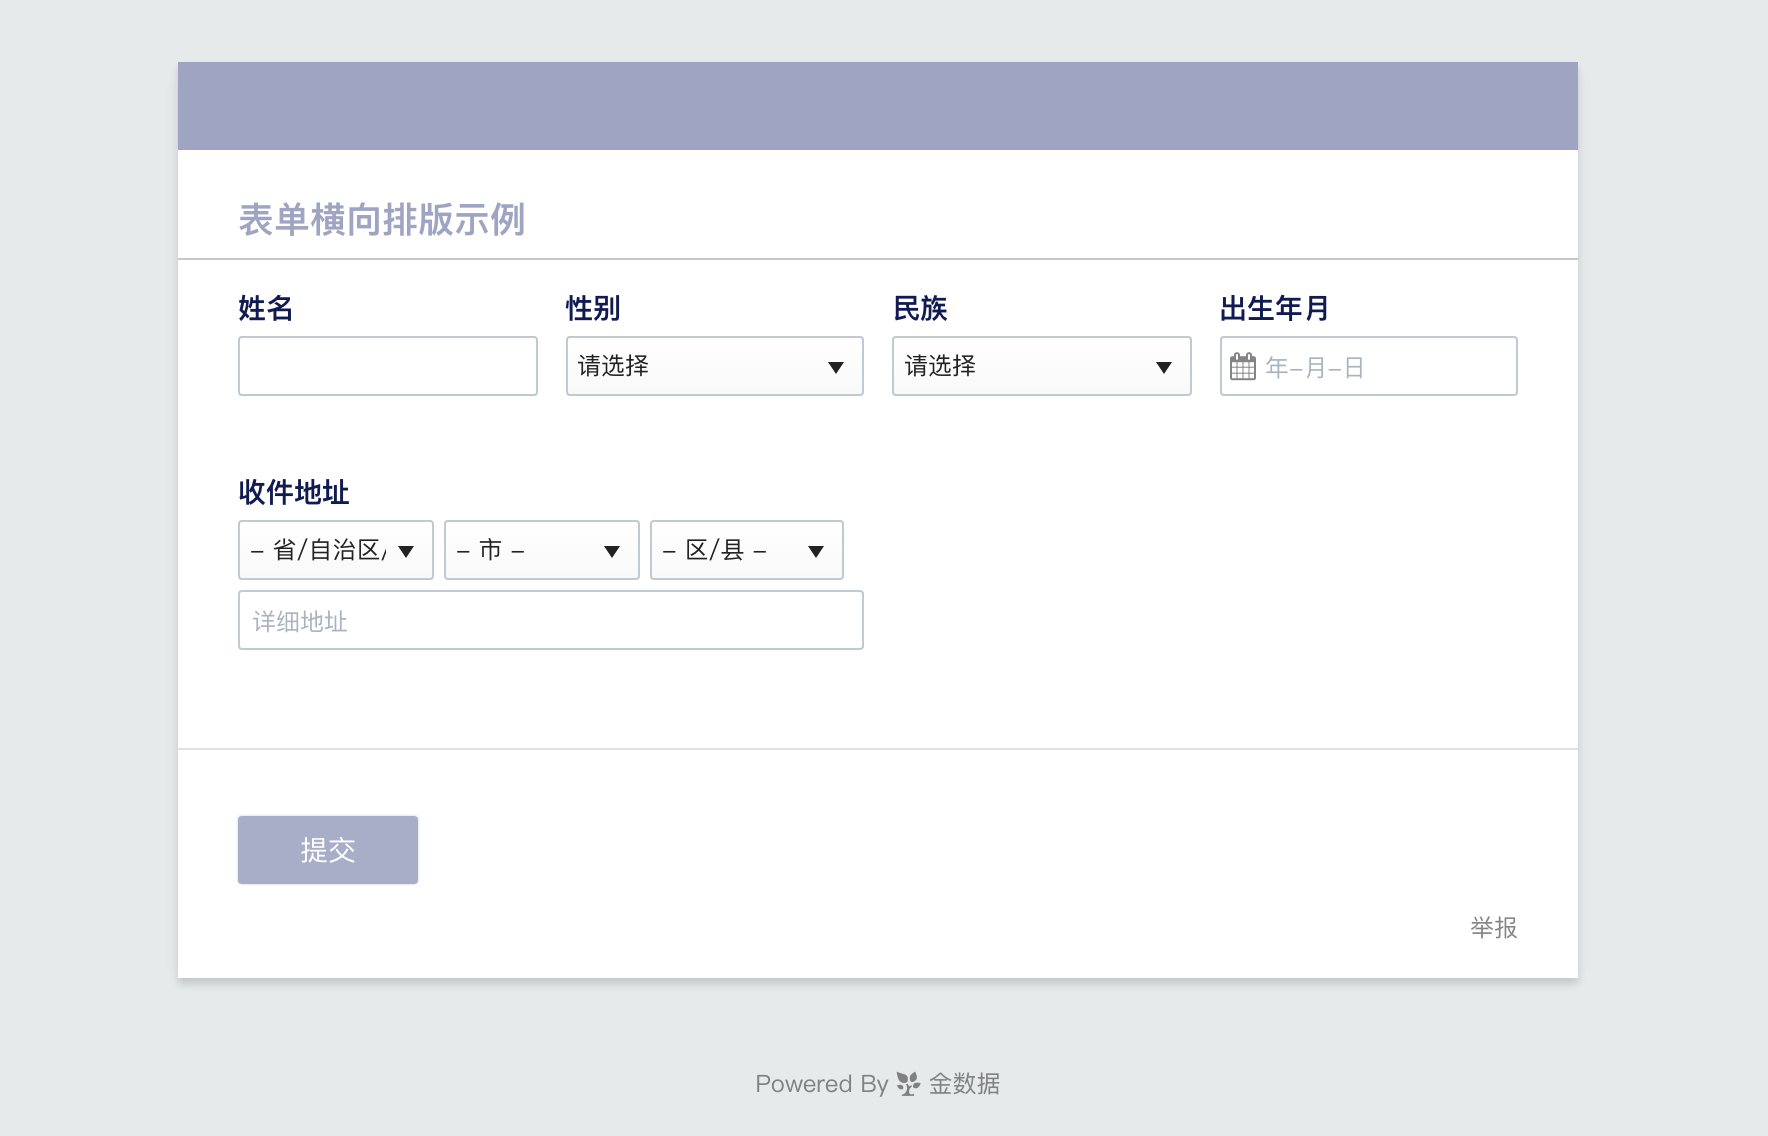 表单横向排版示例
姓名 性别 民族 出生年月
请选择 请选择 年-月-日
收件地址
- 省/自治区/ - 市 - - 区/县 -
详细地址
提交
举报
Powered By 金数据